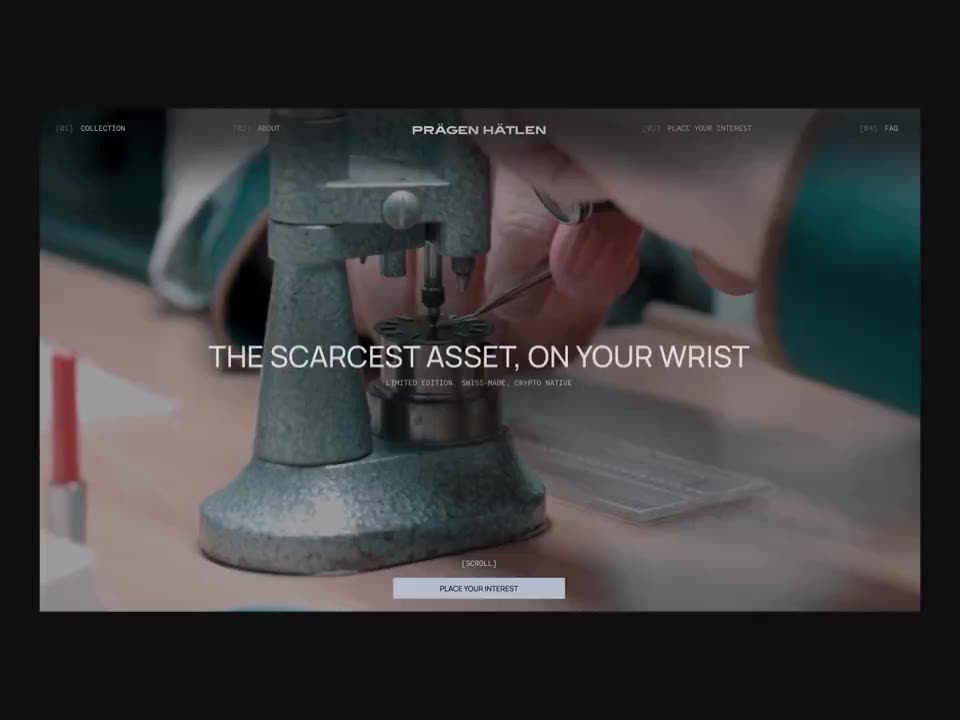 [01] COLLECTION
[02] ABOUT
PRÄGEN HÄTLEN
[03] PLACE YOUR INTEREST
[04] FAQ
THE SCARCEST ASSET, ON YOUR WRIST
LIMITED EDITION. SWISS-MADE, CRYPTO NATIVE
[SCROLL]
PLACE YOUR INTEREST